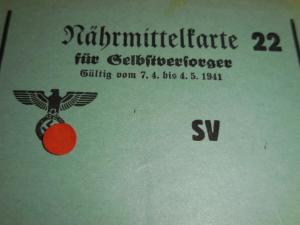 Nährmittelkarte 22
für Selbstversorger
Gültig vom 7. 4. bis 4. 5. 1941
SV